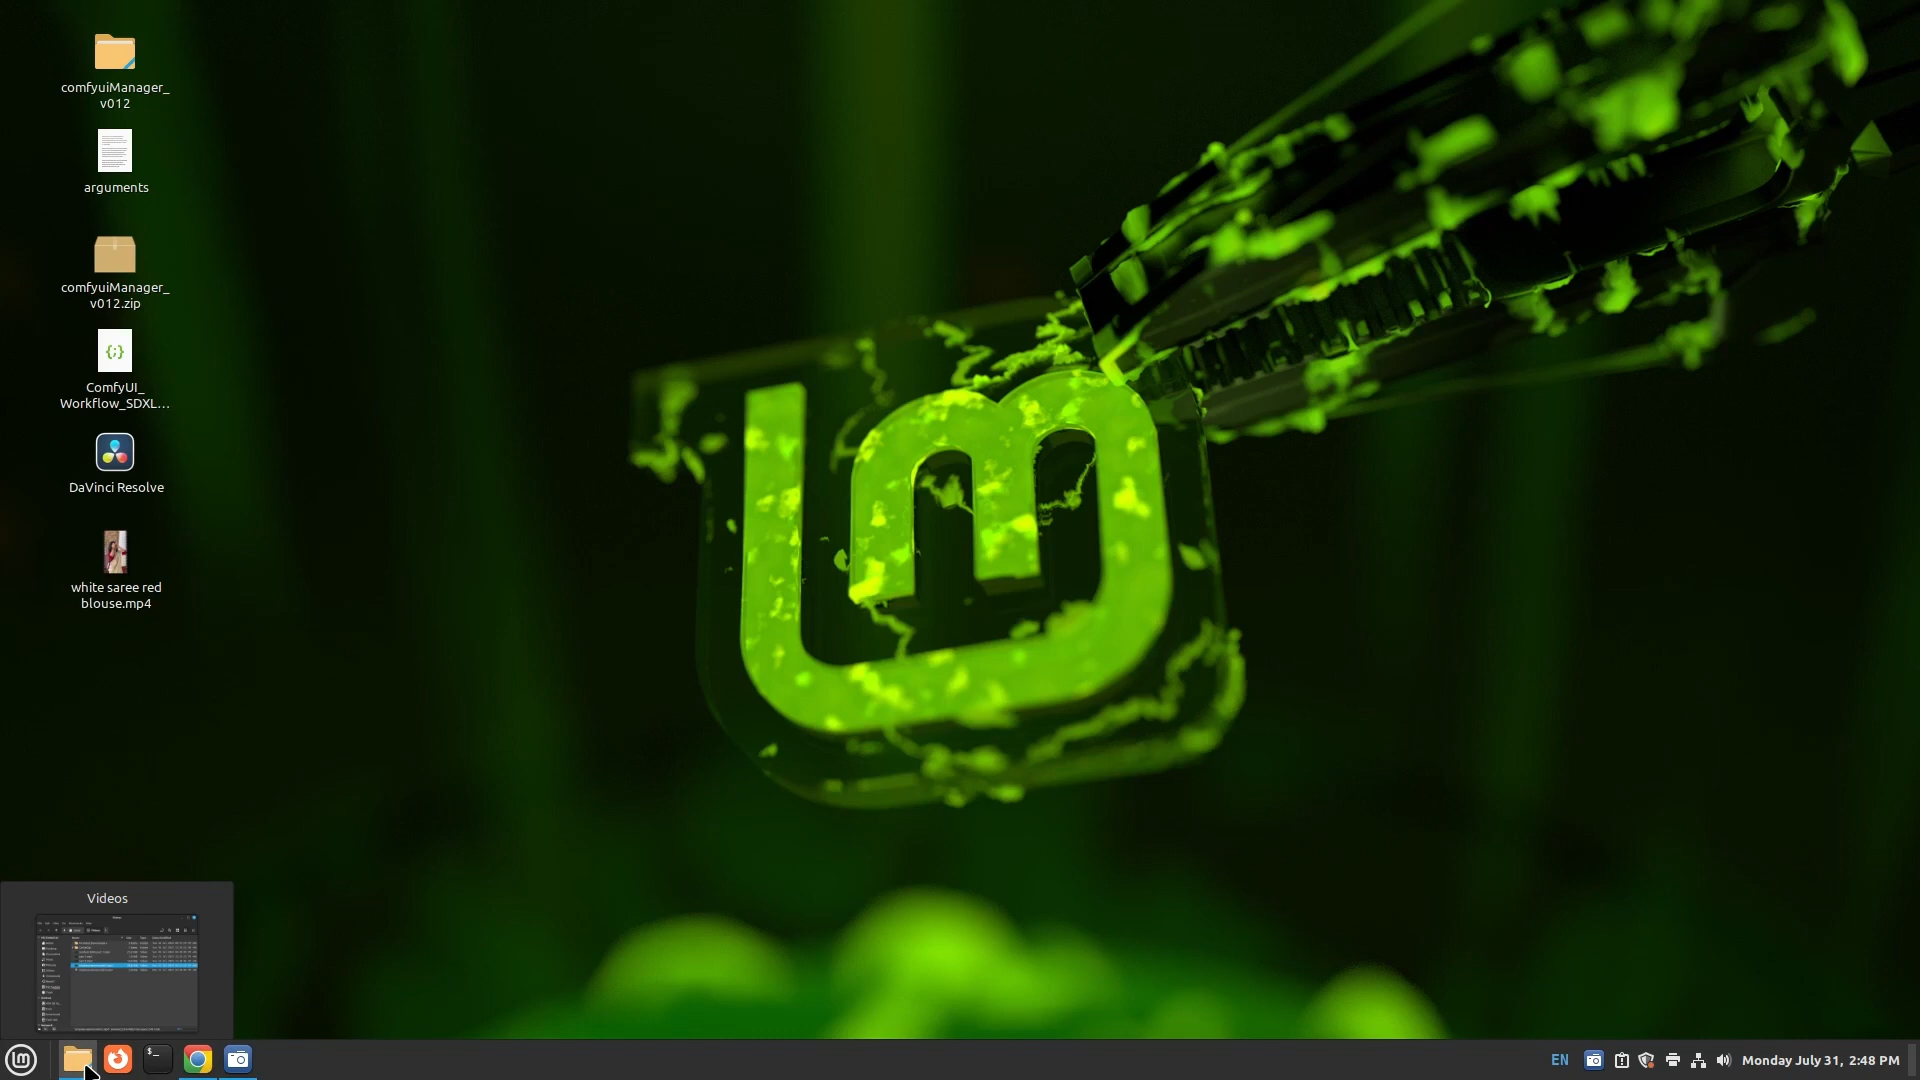 comfyuiManager_
v012
arguments
comfyuiManager_
v012.zip
ComfyUI_
Workflow_SDXL...
DaVinci Resolve
white saree red
blouse.mp4
Videos
$_
EN
Monday July 31, 2:48 PM